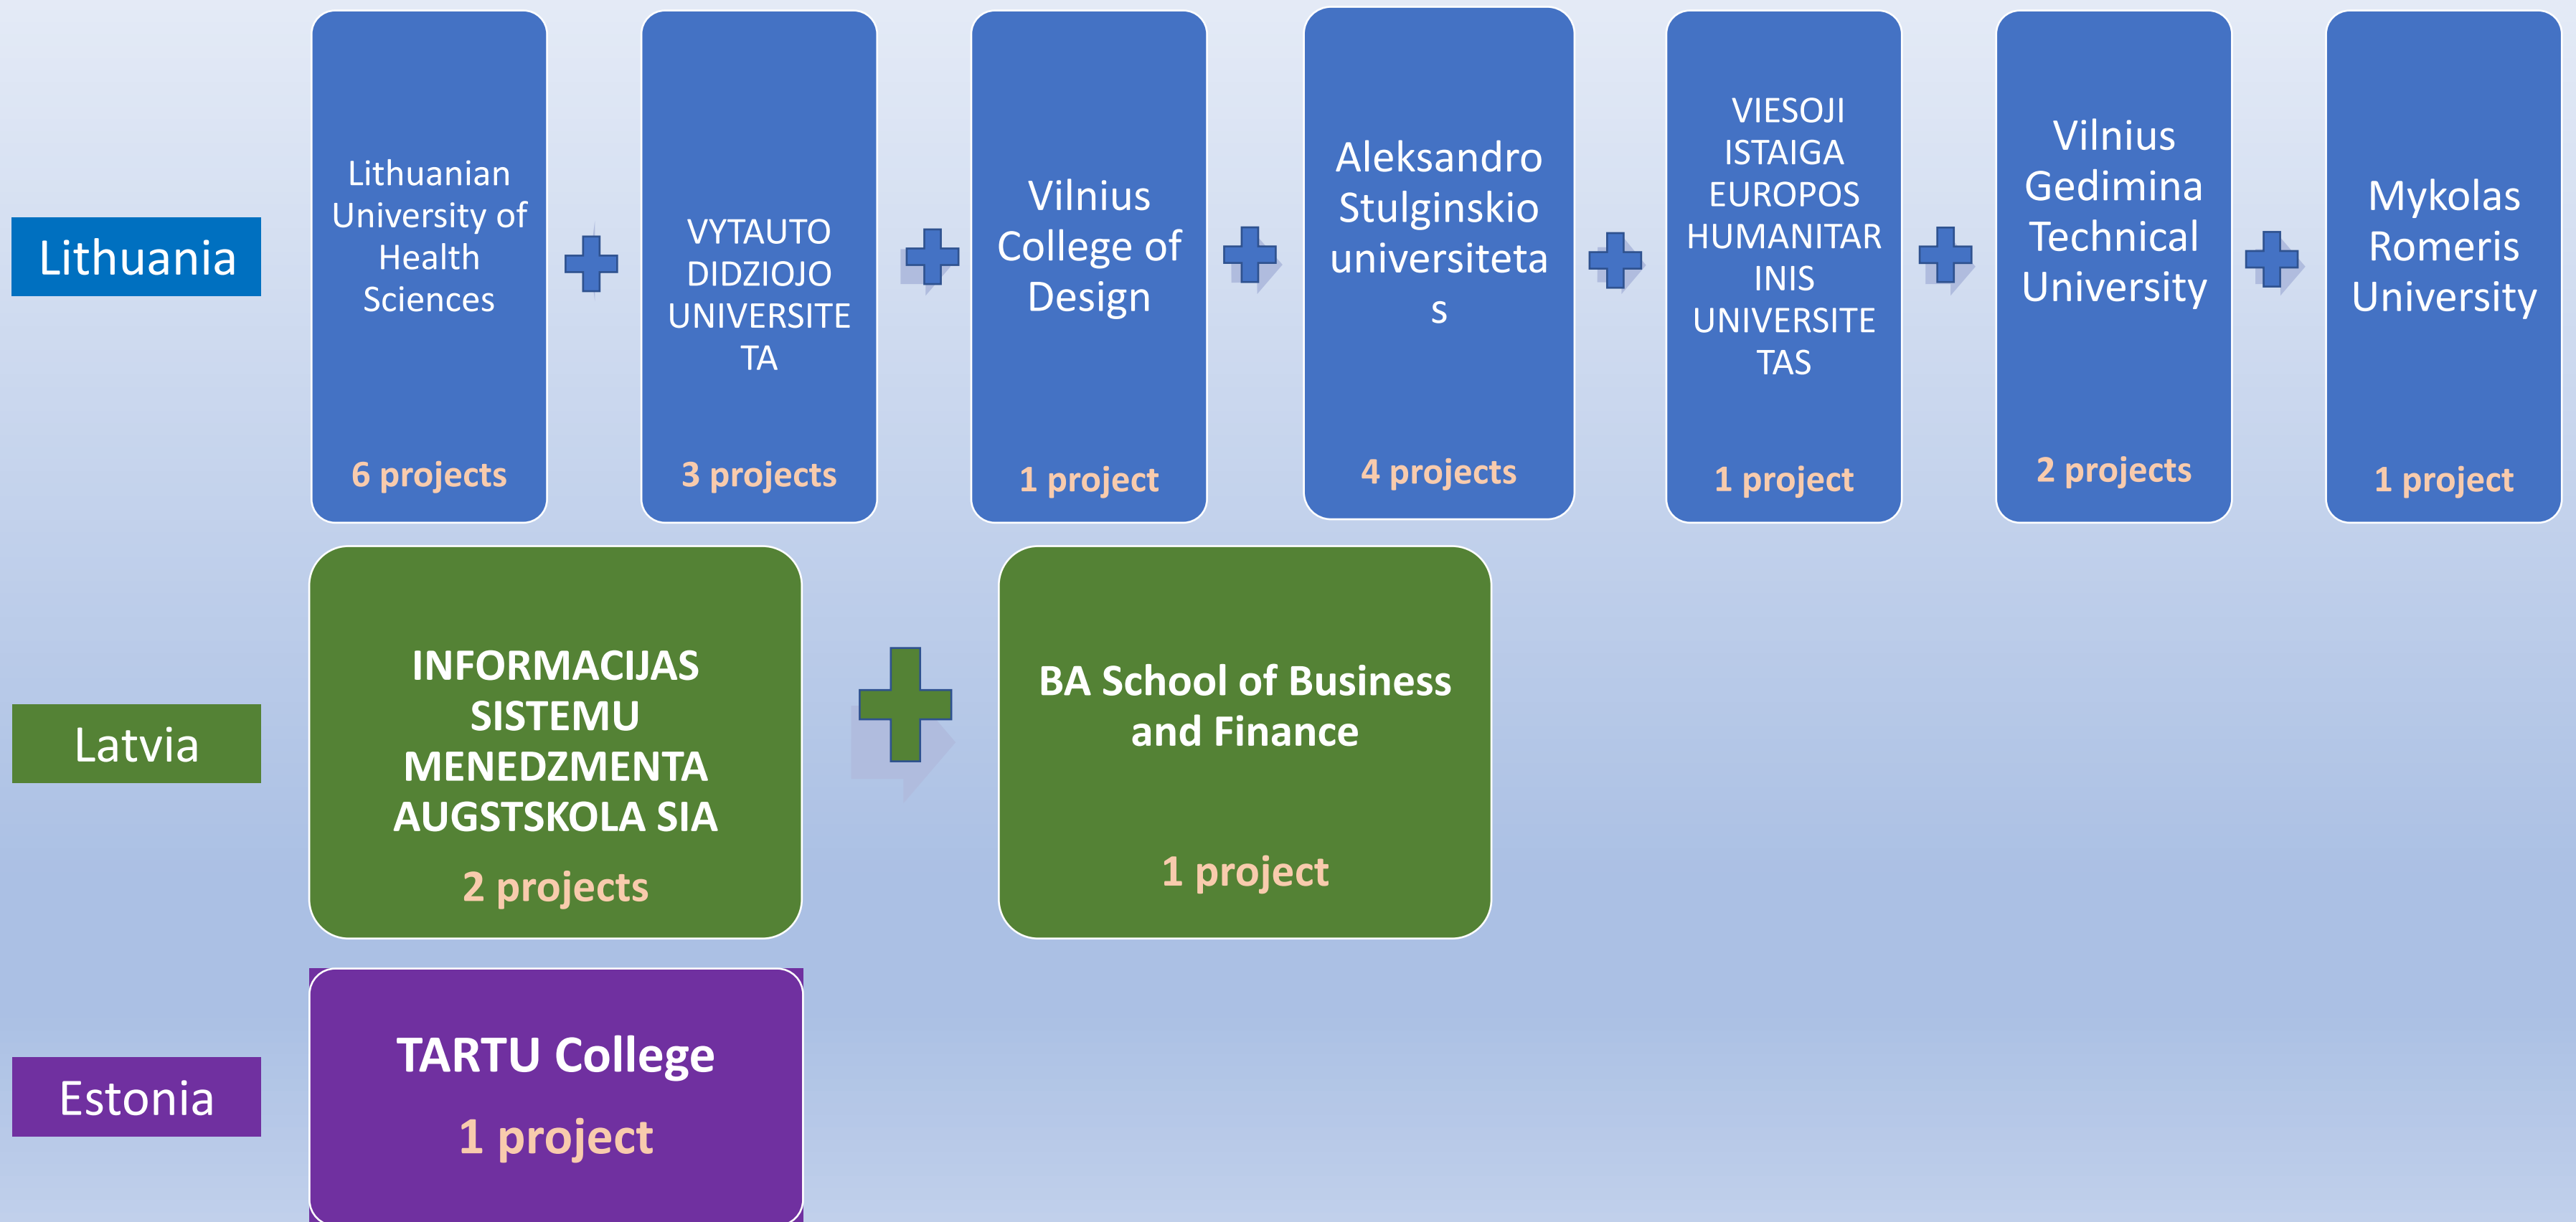 Lithuania
Lithuanian
University of
Health
Sciences
6 projects
VYTAUTO
DIDZIOJO
UNIVERSITE
TA
3 projects
Vilnius
College of
Design
1 project
Aleksandro
Stulginskio
universiteta
s
4 projects
VIESOJI
ISTAIGA
EUROPOS
HUMANITAR
INIS
UNIVERSITE
TAS
1 project
Vilnius
Gedimina
Technical
University
2 projects
Mykolas
Romeris
University
1 project
Latvia
INFORMACIJAS
SISTEMU
MENEDZMENTA
AUGSTSKOLA SIA
2 projects
BA School of Business
and Finance
1 project
Estonia
TARTU College
1 project